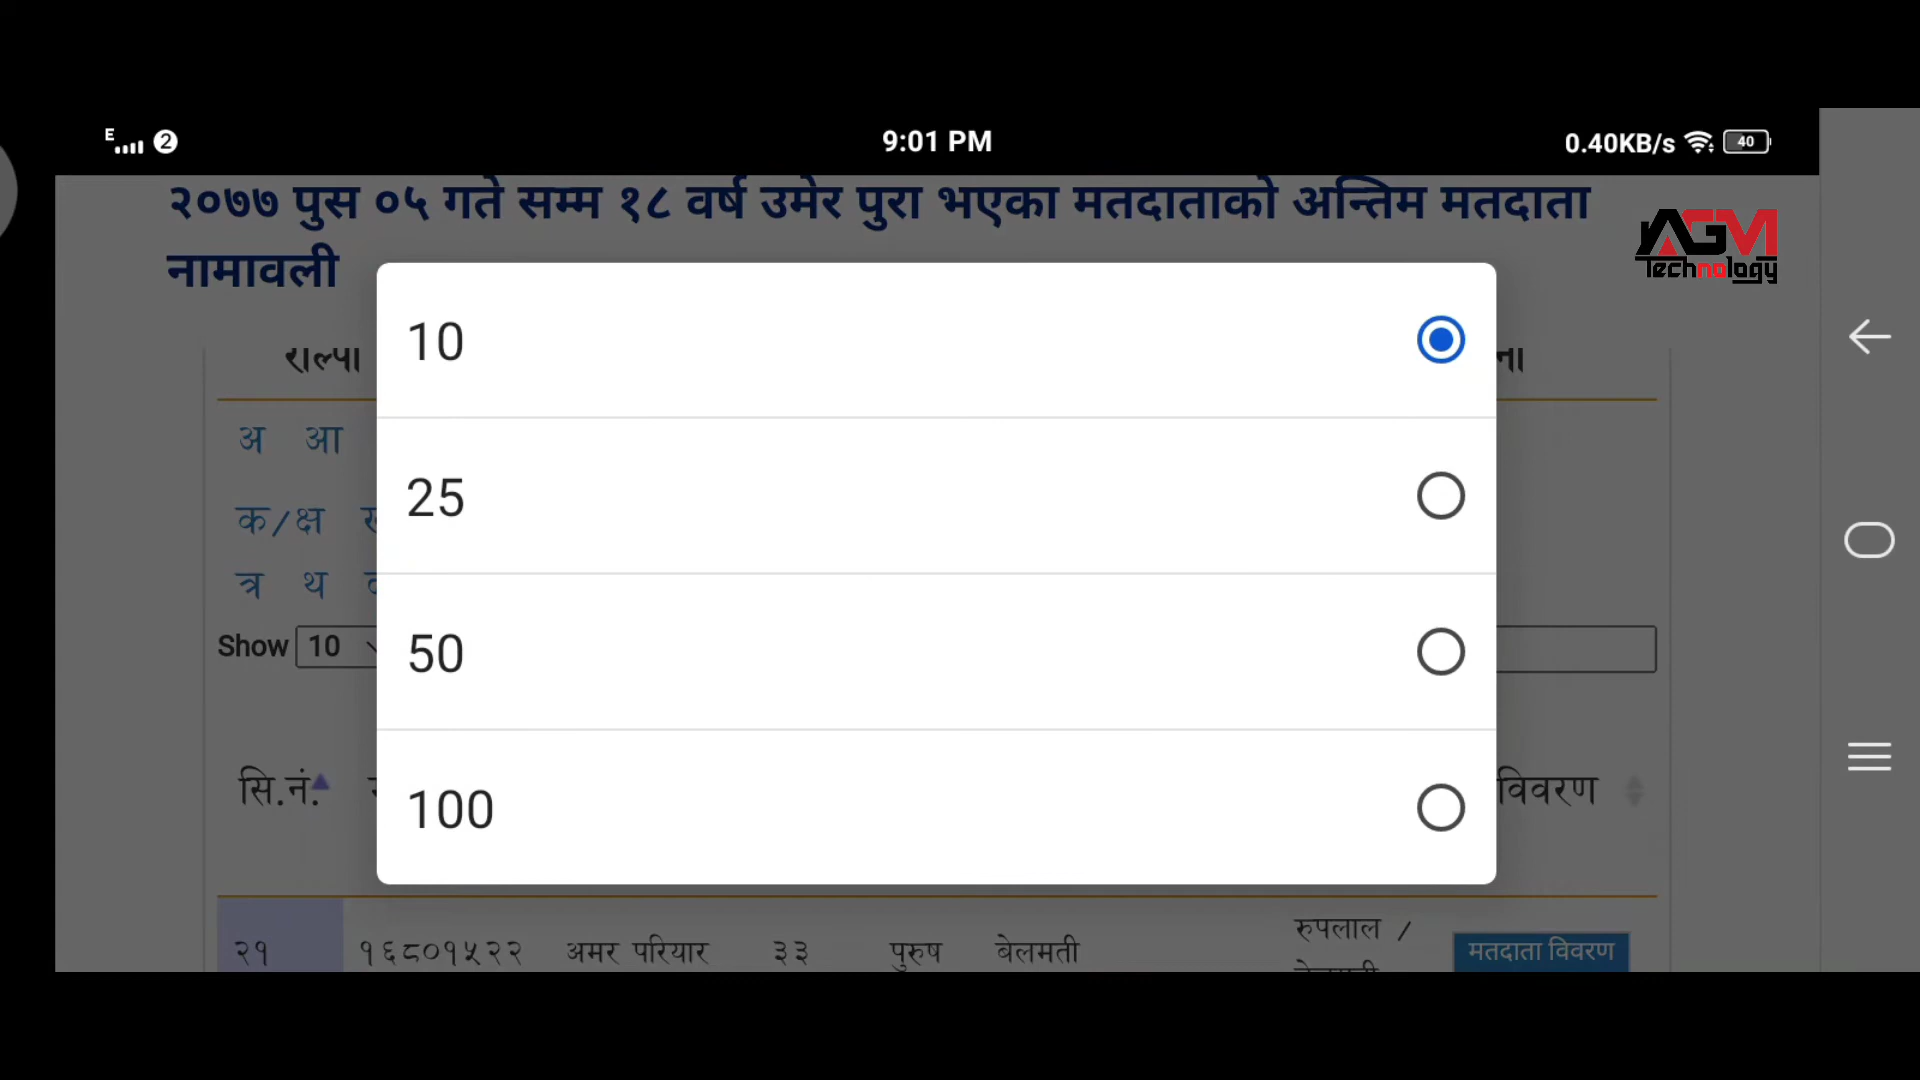 E 2 9:01 PM 0.40KB/s 40
२०७७ पुस ०५ गते सम्म १८ वर्ष उमेर पुरा भएका मतदाताको अन्तिम मतदाता
नामावली
AGM
Technology
10
25
50
100
अ आ
क/क्ष
त्र थ
Show 10
सि.नं. विवरण
२१ १६८०१५२२ अमर परियार ३३ पुरुष बेलमती रुपलाल / मतदाता विवरण